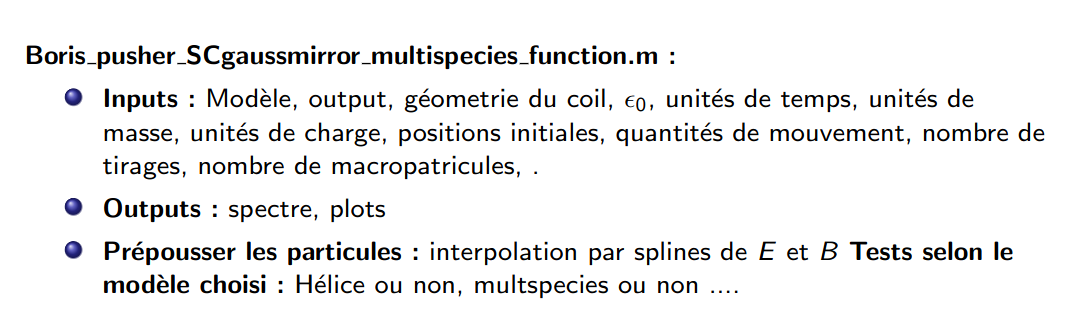 Boris_pusher_SCgaussmirror_multispecies_function.m :
Inputs : Modèle, output, géometrie du coil, ϵ0, unités de temps, unités de
masse, unités de charge, positions initiales, quantités de mouvement, nombre de
tirages, nombre de macropatricules, .
Outputs : spectre, plots
Prépousser les particules : interpolation par splines de E et B Tests selon le
modèle choisi : Hélice ou non, multspecies ou non ....